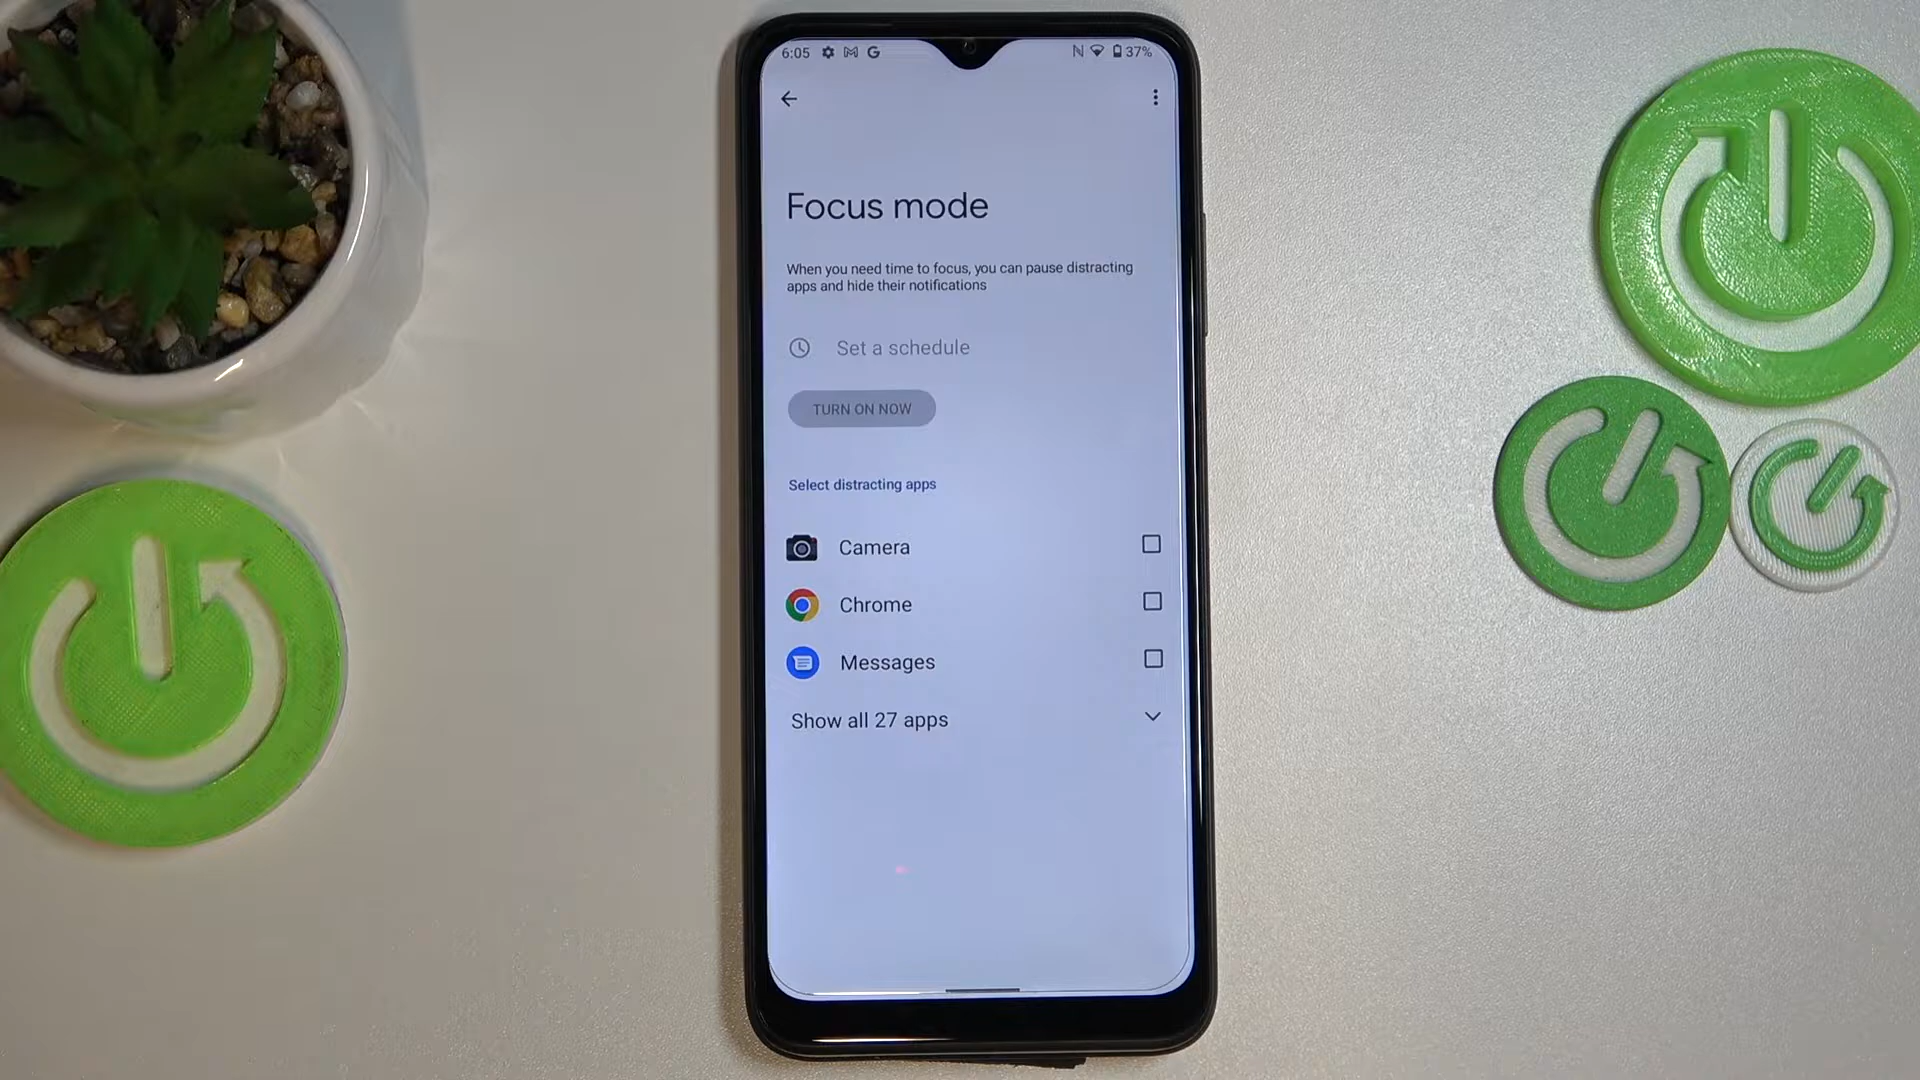 6:05
37%
Focus mode
When you need time to focus, you can pause distracting
apps and hide their notifications
Set a schedule
TURN ON NOW
Select distracting apps
Camera
Chrome
Messages
Show all 27 apps